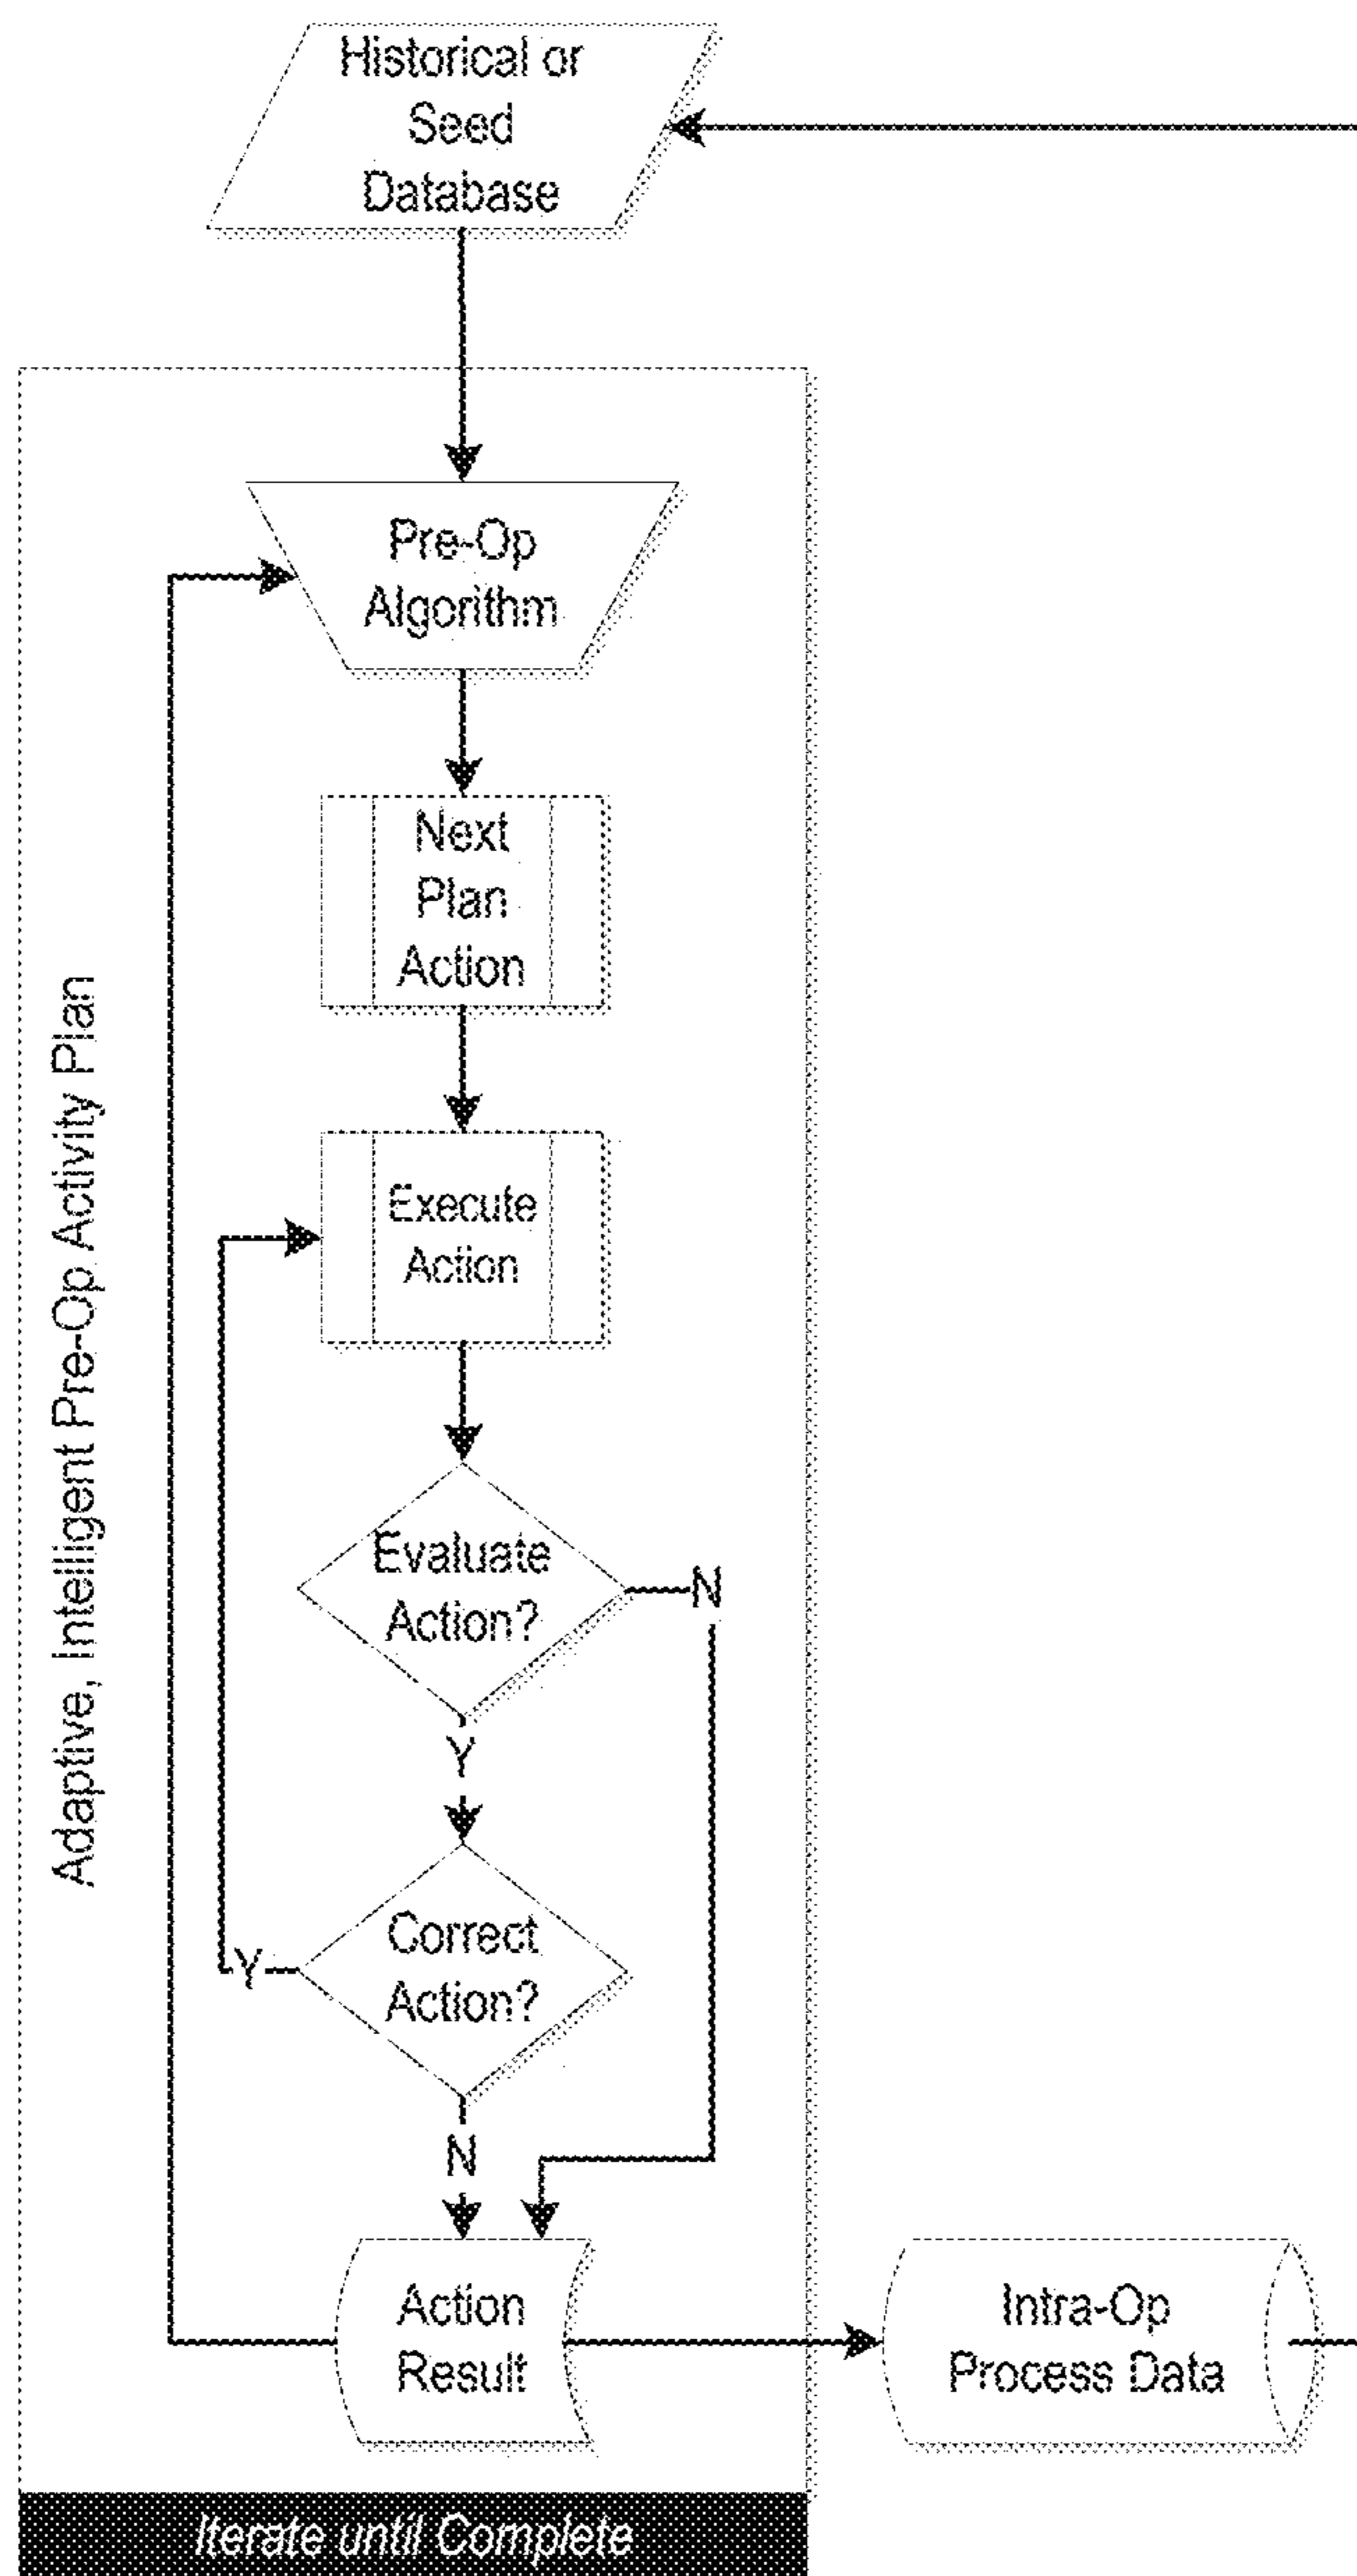 Historical or
Seed
Database
Pre-Op
Algorithm
Next
Plan
Action
Execute
Action
Adaptive, Intelligent Pre-Op Activity Plan
Evaluate
Action?
N
Y
Correct
Action?
Y
N
Action
Result
Intra-Op
Process Data
Iterate until Complete